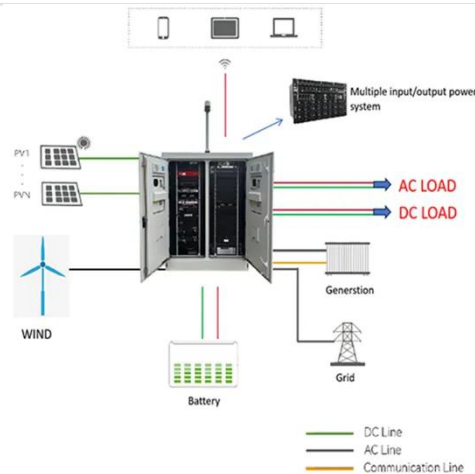 Multiple input/output power
system
PV1
PVN
AC LOAD
DC LOAD
WIND
Generstion
Battery
Grid
DC Line
AC Line
Communication Line